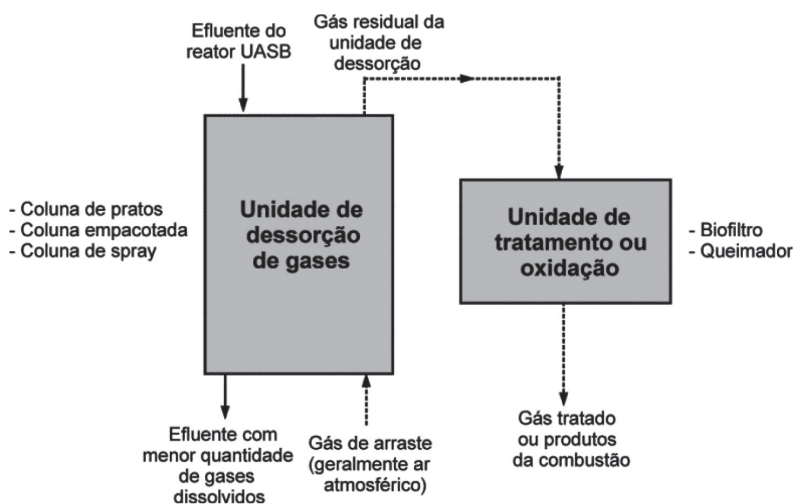 Efluente do
reator UASB
Gás residual da
unidade de
dessorção
- Coluna de pratos
- Coluna empacotada
- Coluna de spray
Unidade de
dessorção
de gases
Unidade de
tratamento ou
oxidação
- Biofiltro
- Queimador
Efluente com
menor quantidade
de gases
dissolvidos
Gás de arraste
(geralmente ar
atmosférico)
Gás tratado
ou produtos
da combustão